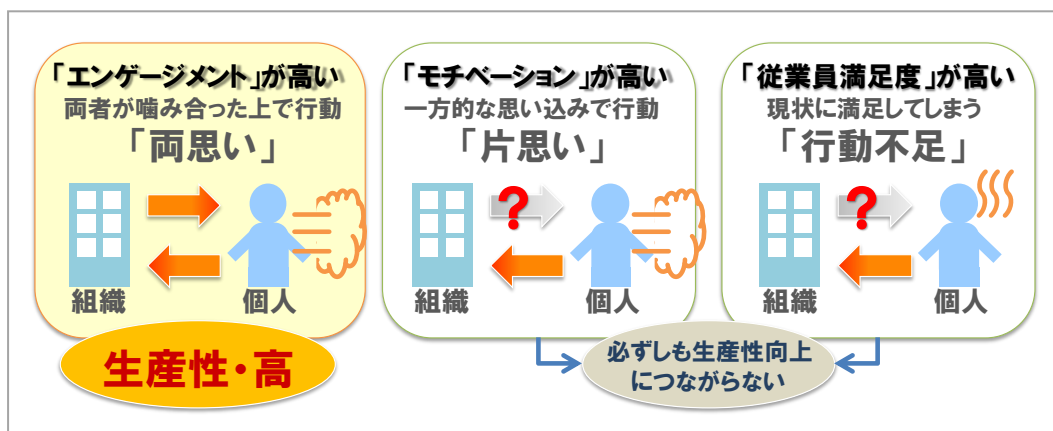 「エンゲージメント」が高い
両者が噛み合った上で行動
「両思い」
組織
個人
生産性・高
「モチベーション」が高い
一方的な思い込みで行動
「片思い」
?
組織
個人
「従業員満足度」が高い
現状に満足してしまう
「行動不足」
?
組織
個人
必ずしも生産性向上
につながらない